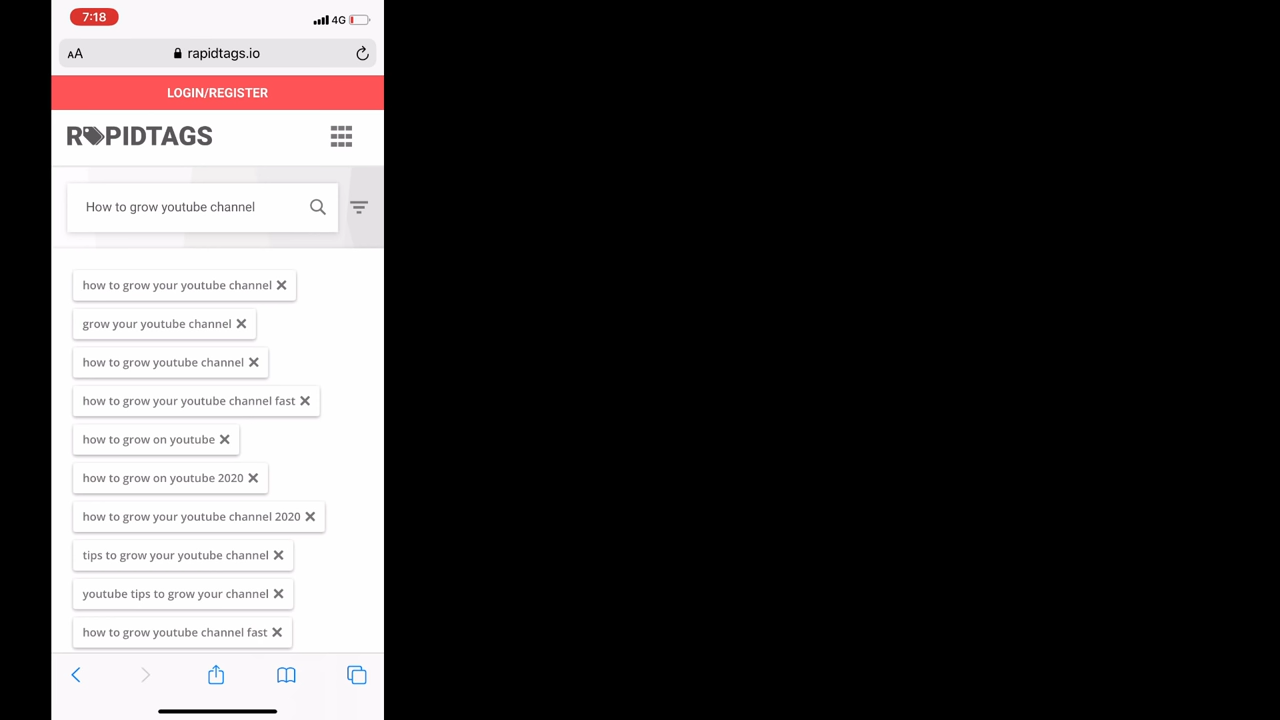 7:18 4G
AA rapidtags.io
LOGIN/REGISTER
RAPIDTAGS
How to grow youtube channel
how to grow your youtube channel
grow your youtube channel
how to grow youtube channel
how to grow your youtube channel fast
how to grow on youtube
how to grow on youtube 2020
how to grow your youtube channel 2020
tips to grow your youtube channel
youtube tips to grow your channel
how to grow youtube channel fast